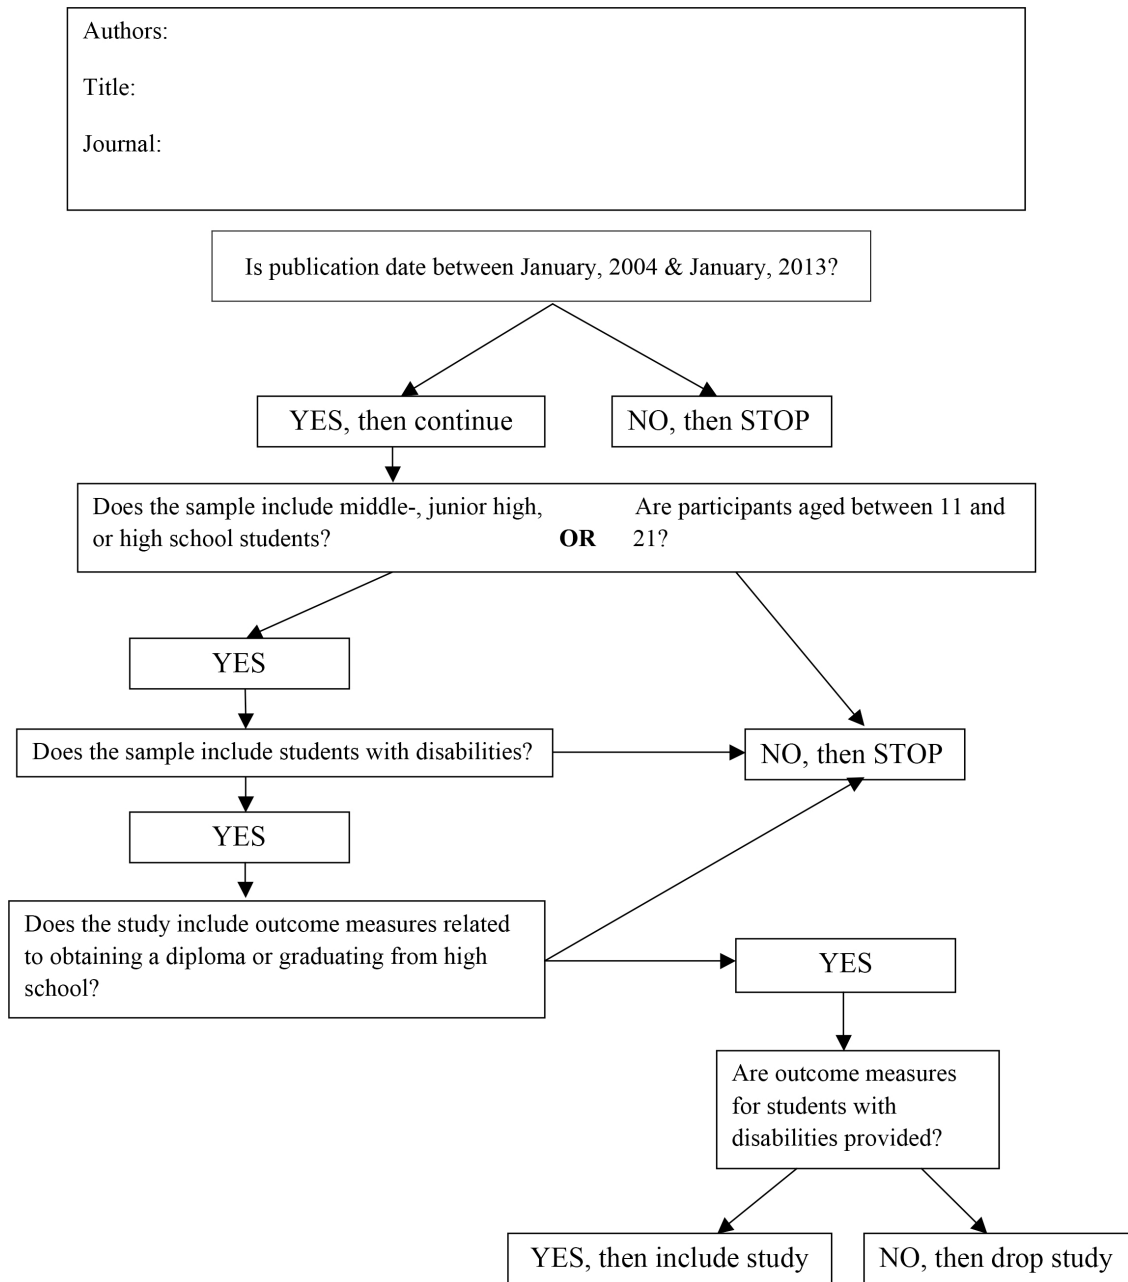 Authors:
Title:
Journal:
Is publication date between January, 2004 & January, 2013?
YES, then continue
NO, then STOP
Does the sample include middle-, junior high,
or high school students?
OR
Are participants aged between 11 and
21?
YES
Does the sample include students with disabilities?
NO, then STOP
YES
Does the study include outcome measures related
to obtaining a diploma or graduating from high
school?
YES
Are outcome measures
for students with
disabilities provided?
YES, then include study
NO, then drop study